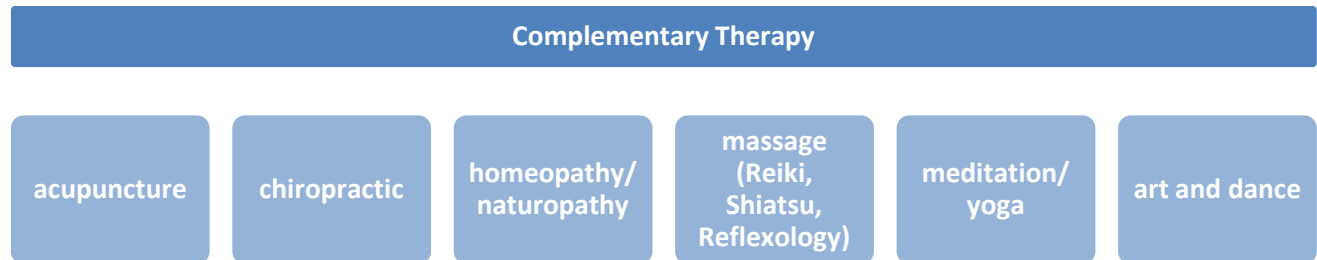 Complementary Therapy
acupuncture
chiropractic
homeopathy/
naturopathy
massage
(Reiki,
Shiatsu,
Reflexology)
meditation/
yoga
art and dance